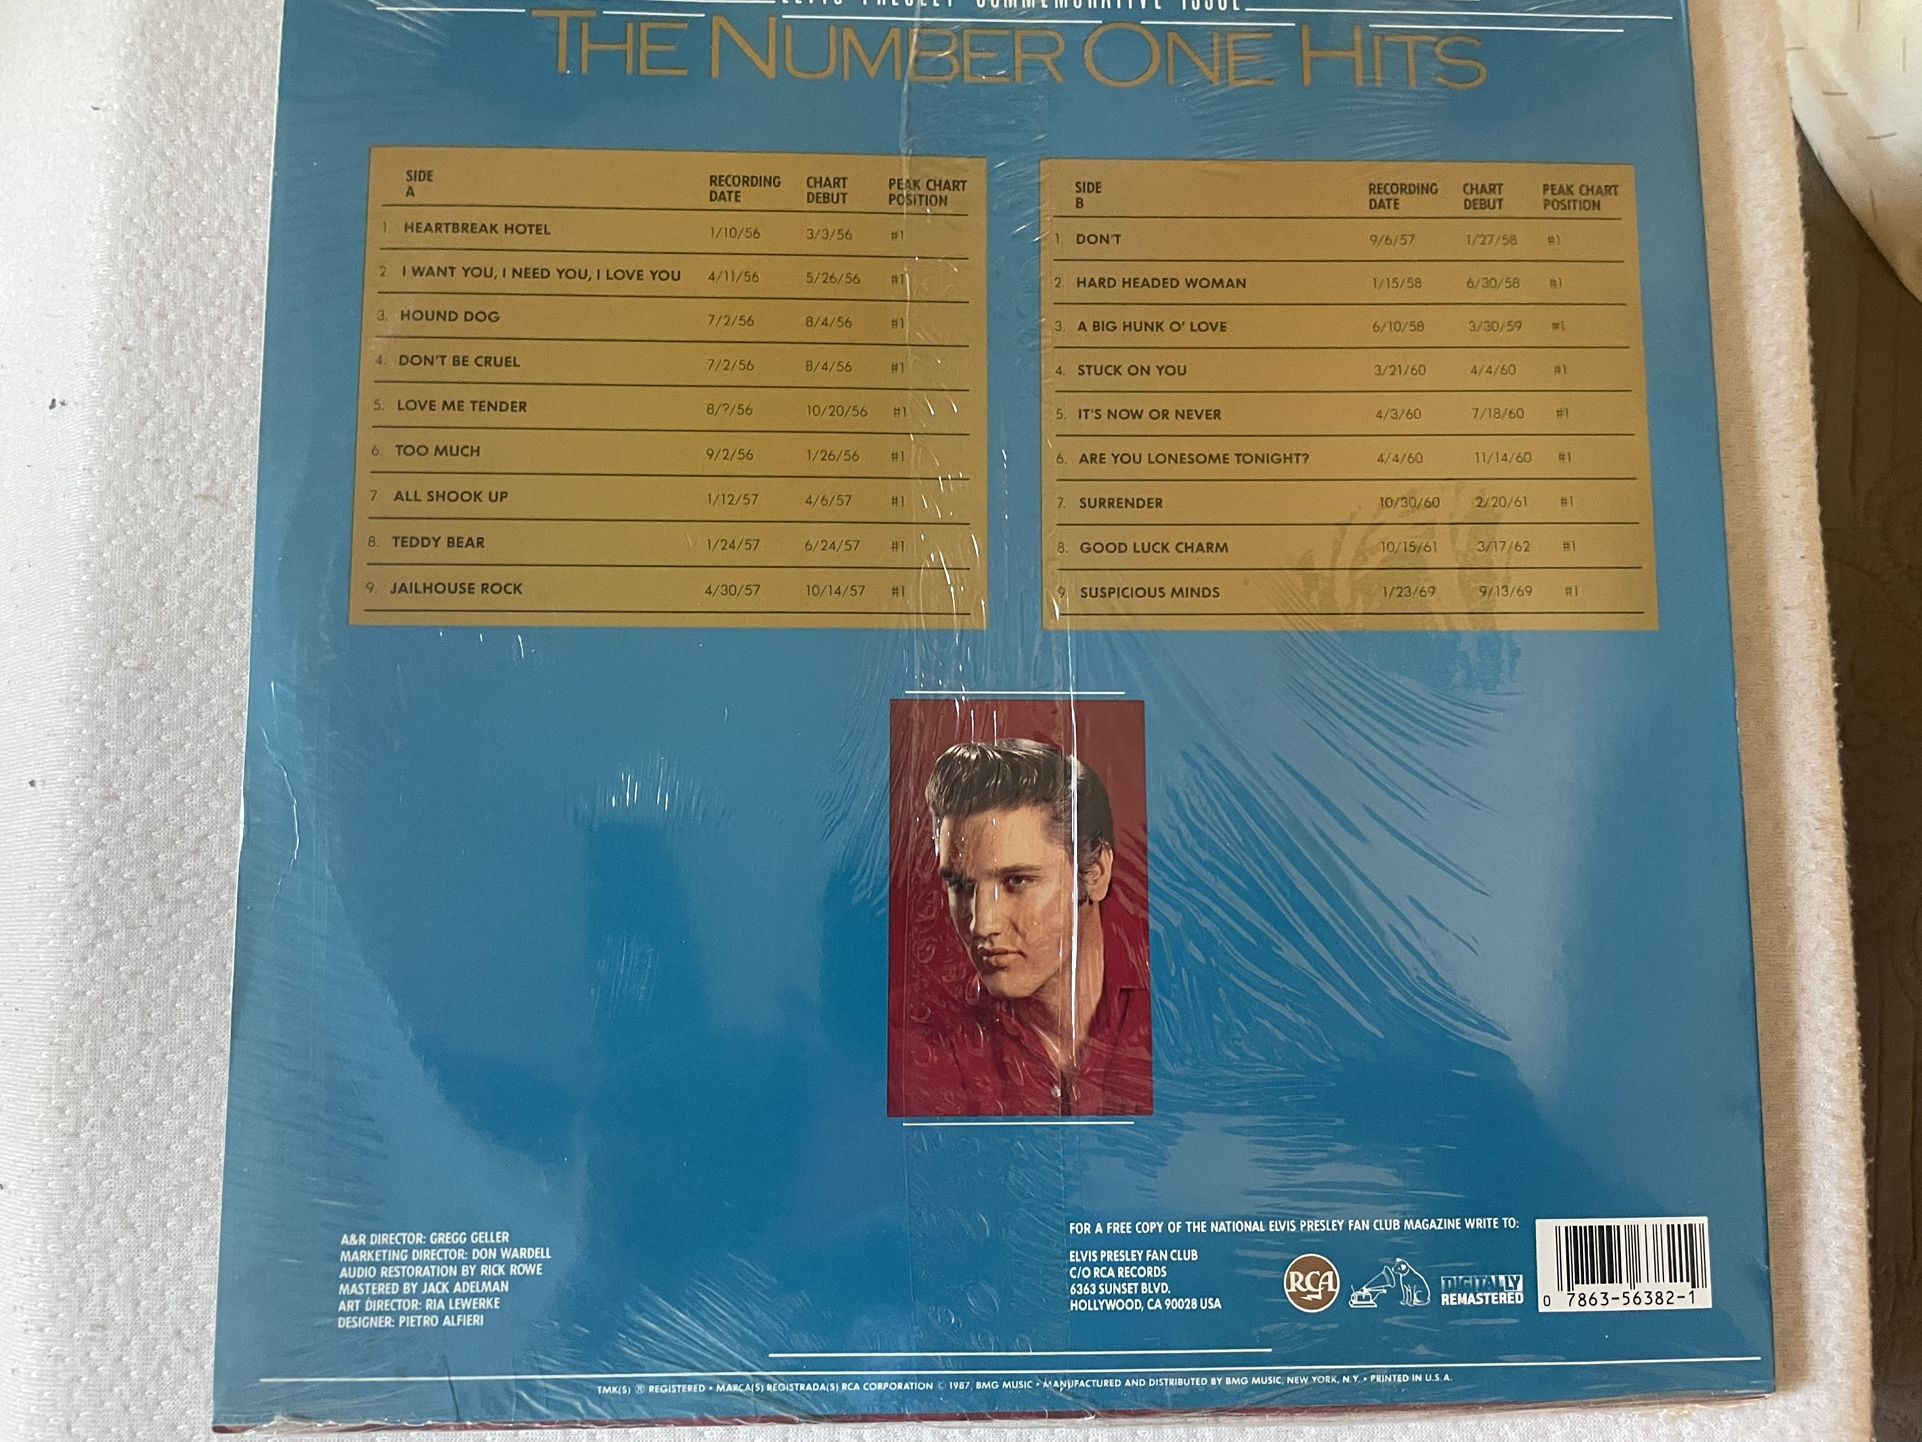 ELVIS PRESLEY COMMEMORATIVE ISSUE
THE NUMBER ONE HITS
SIDE A RECORDING DATE CHART DEBUT PEAK CHART POSITION
1. HEARTBREAK HOTEL 1/10/56 3/3/56 #1
2. I WANT YOU, I NEED YOU, I LOVE YOU 4/11/56 5/26/56 #1
3. HOUND DOG 7/2/56 8/4/56 #1
4. DON'T BE CRUEL 7/2/56 8/4/56 #1
5. LOVE ME TENDER 8/?/56 10/20/56 #1
6. TOO MUCH 9/2/56 1/26/56 #1
7. ALL SHOOK UP 1/12/57 4/6/57 #1
8. TEDDY BEAR 1/24/57 6/24/57 #1
9. JAILHOUSE ROCK 4/30/57 10/14/57 #1
SIDE B RECORDING DATE CHART DEBUT PEAK CHART POSITION
1. DON'T 9/6/57 1/27/58 #1
2. HARD HEADED WOMAN 1/15/58 6/30/58 #1
3. A BIG HUNK O' LOVE 6/10/58 3/30/59 #1
4. STUCK ON YOU 3/21/60 4/4/60 #1
5. IT'S NOW OR NEVER 4/3/60 7/18/60 #1
6. ARE YOU LONESOME TONIGHT? 4/4/60 11/14/60 #1
7. SURRENDER 10/30/60 2/20/61 #1
8. GOOD LUCK CHARM 10/15/61 3/17/62 #1
9. SUSPICIOUS MINDS 1/23/69 9/13/69 #1
A&R DIRECTOR: GREGG GELLER
MARKETING DIRECTOR: DON WARDELL
AUDIO RESTORATION BY RICK ROWE
MASTERED BY JACK ADELMAN
ART DIRECTOR: RIA LEWERKE
DESIGNER: PIETRO ALFIERI
FOR A FREE COPY OF THE NATIONAL ELVIS PRESLEY FAN CLUB MAGAZINE WRITE TO:
ELVIS PRESLEY FAN CLUB
C/O RCA RECORDS
6363 SUNSET BLVD.
HOLLYWOOD, CA 90028 USA
RCA
DIGITALLY
REMASTERED
0 7863-56382-1
TMK(S) ® REGISTERED • MARCA(S) REGISTRADA(S) RCA CORPORATION © 1987, BMG MUSIC • MANUFACTURED AND DISTRIBUTED BY BMG MUSIC, NEW YORK, N.Y. • PRINTED IN U.S.A.